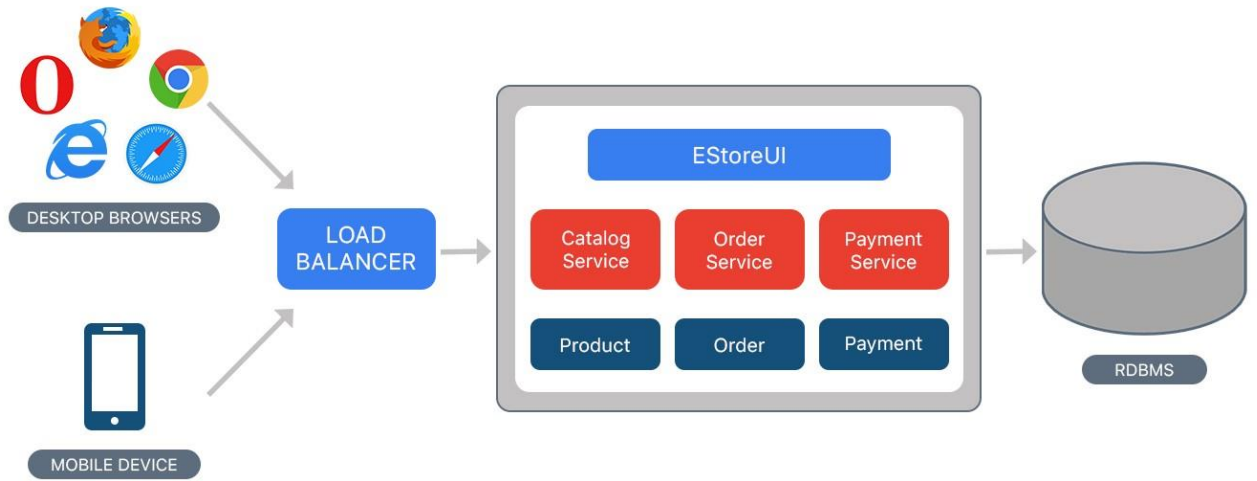 DESKTOP BROWSERS
MOBILE DEVICE
LOAD
BALANCER
EStoreUI
Catalog
Service
Order
Service
Payment
Service
Product
Order
Payment
RDBMS